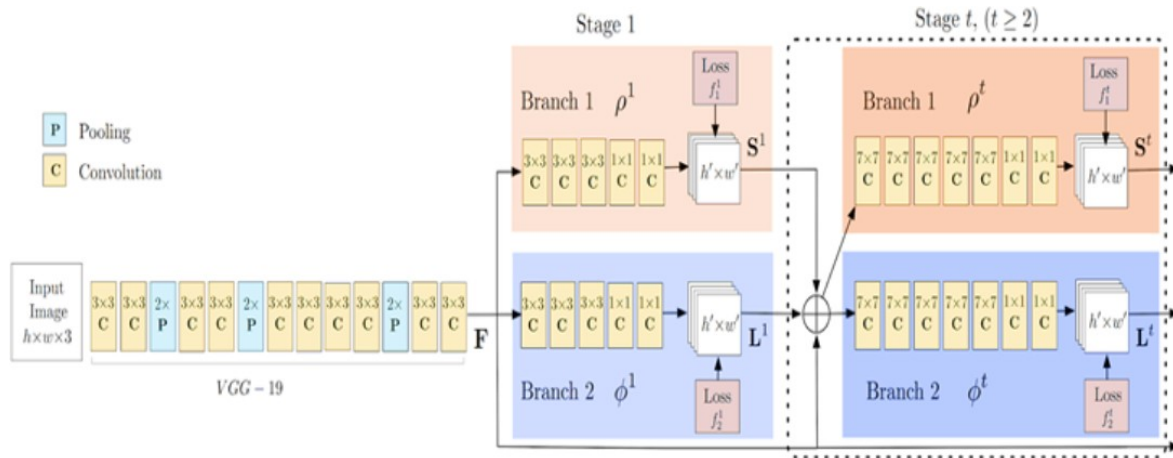 Stage 1
Stage t, (t ≥ 2)
P Pooling
C Convolution
Input
Image
h×w×3
3×3 C 3×3 C 2× P 3×3 C 3×3 C 2× P 3×3 C 3×3 C 3×3 C 3×3 C 2× P 3×3 C 3×3 C
VGG − 19
F
Branch 1 ρ¹
Loss
f₁¹
3×3 C 3×3 C 3×3 C 1×1 C 1×1 C
h′×w′
S¹
3×3 C 3×3 C 3×3 C 1×1 C 1×1 C
h′×w′
L¹
Branch 2 ϕ¹
Loss
f₂¹
Branch 1 ρᵗ
Loss
f₁ᵗ
7×7 C 7×7 C 7×7 C 7×7 C 7×7 C 1×1 C 1×1 C
h′×w′
Sᵗ
7×7 C 7×7 C 7×7 C 7×7 C 7×7 C 1×1 C 1×1 C
h′×w′
Lᵗ
Branch 2 ϕᵗ
Loss
f₂ᵗ